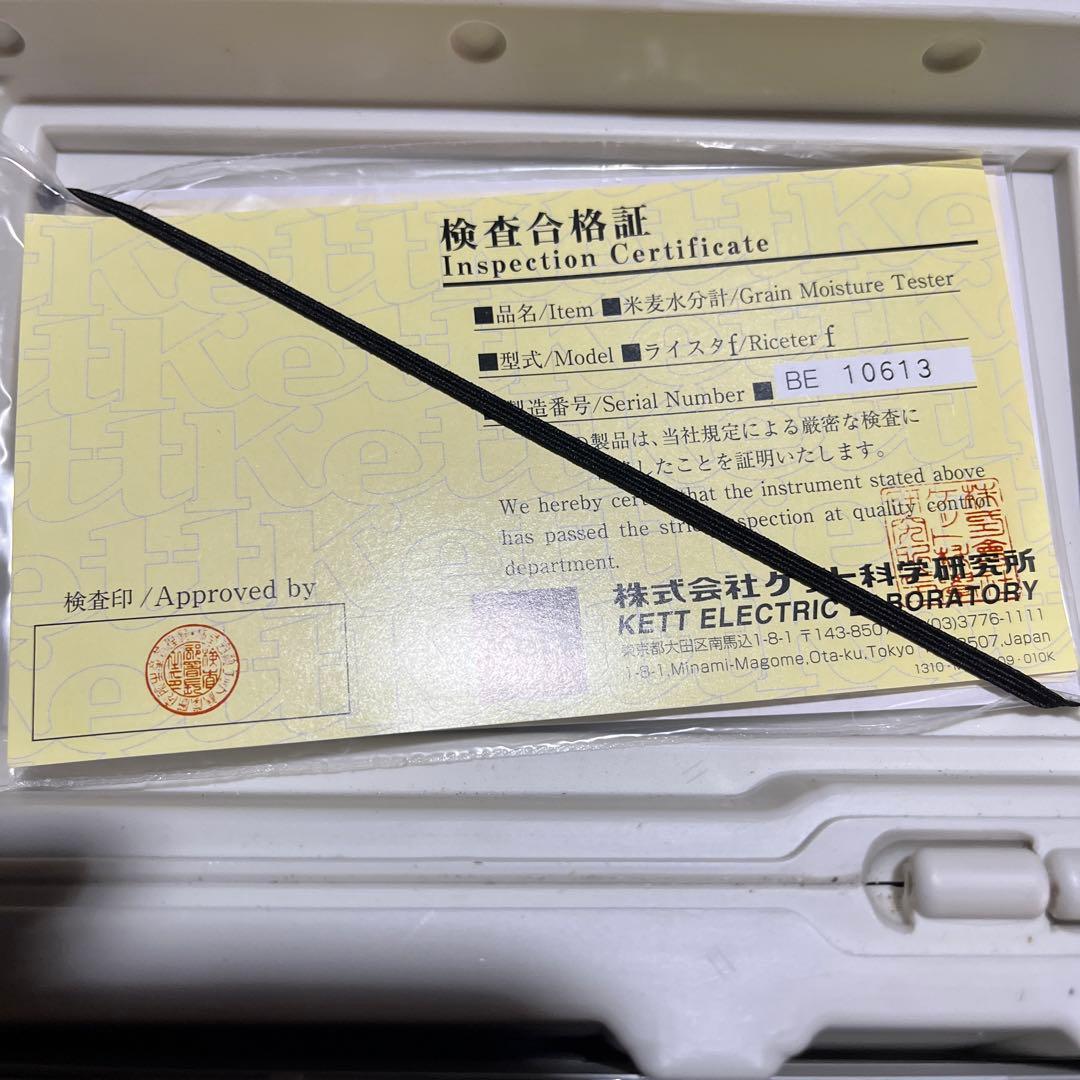 検査合格証
Inspection Certificate
■品名/Item ■米麦水分計/Grain Moisture Tester
■型式/Model ■ライスタf/Riceter f
製造番号/Serial Number ■ BE 10613
製品は、当社規定による厳密な検査に
したことを証明いたします。
We hereby that the instrument stated above
has passed the inspection at quality control
department.
株式会社 科学研究所
KETT ELECTRIC LABORATORY
東京都大田区南馬込1-8-1 〒143-8507 (03)3776-1111
1-8-1,Minami-Magome,Ota-ku,Tokyo 8507,Japan
検査印/Approved by
Kett